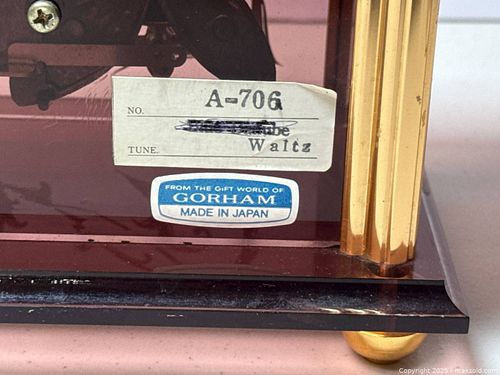 NO. A-706
Waltz
TUNE.
FROM THE GIFT WORLD OF
GORHAM
MADE IN JAPAN
Copyright 2025 - maxsold.com